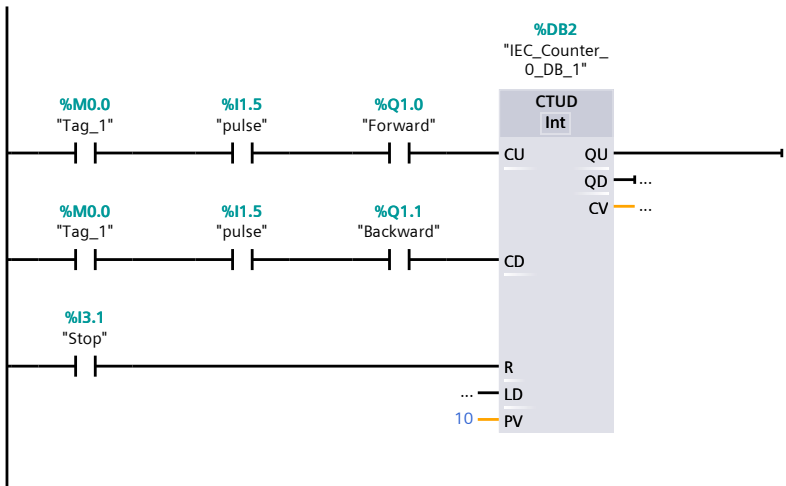 %DB2
"IEC_Counter_
0_DB_1"
%M0.0
"Tag_1"
%I1.5
"pulse"
%Q1.0
"Forward"
CTUD
Int
CU
QU
QD
...
CV
...
%M0.0
"Tag_1"
%I1.5
"pulse"
%Q1.1
"Backward"
CD
%I3.1
"Stop"
R
...
LD
10
PV